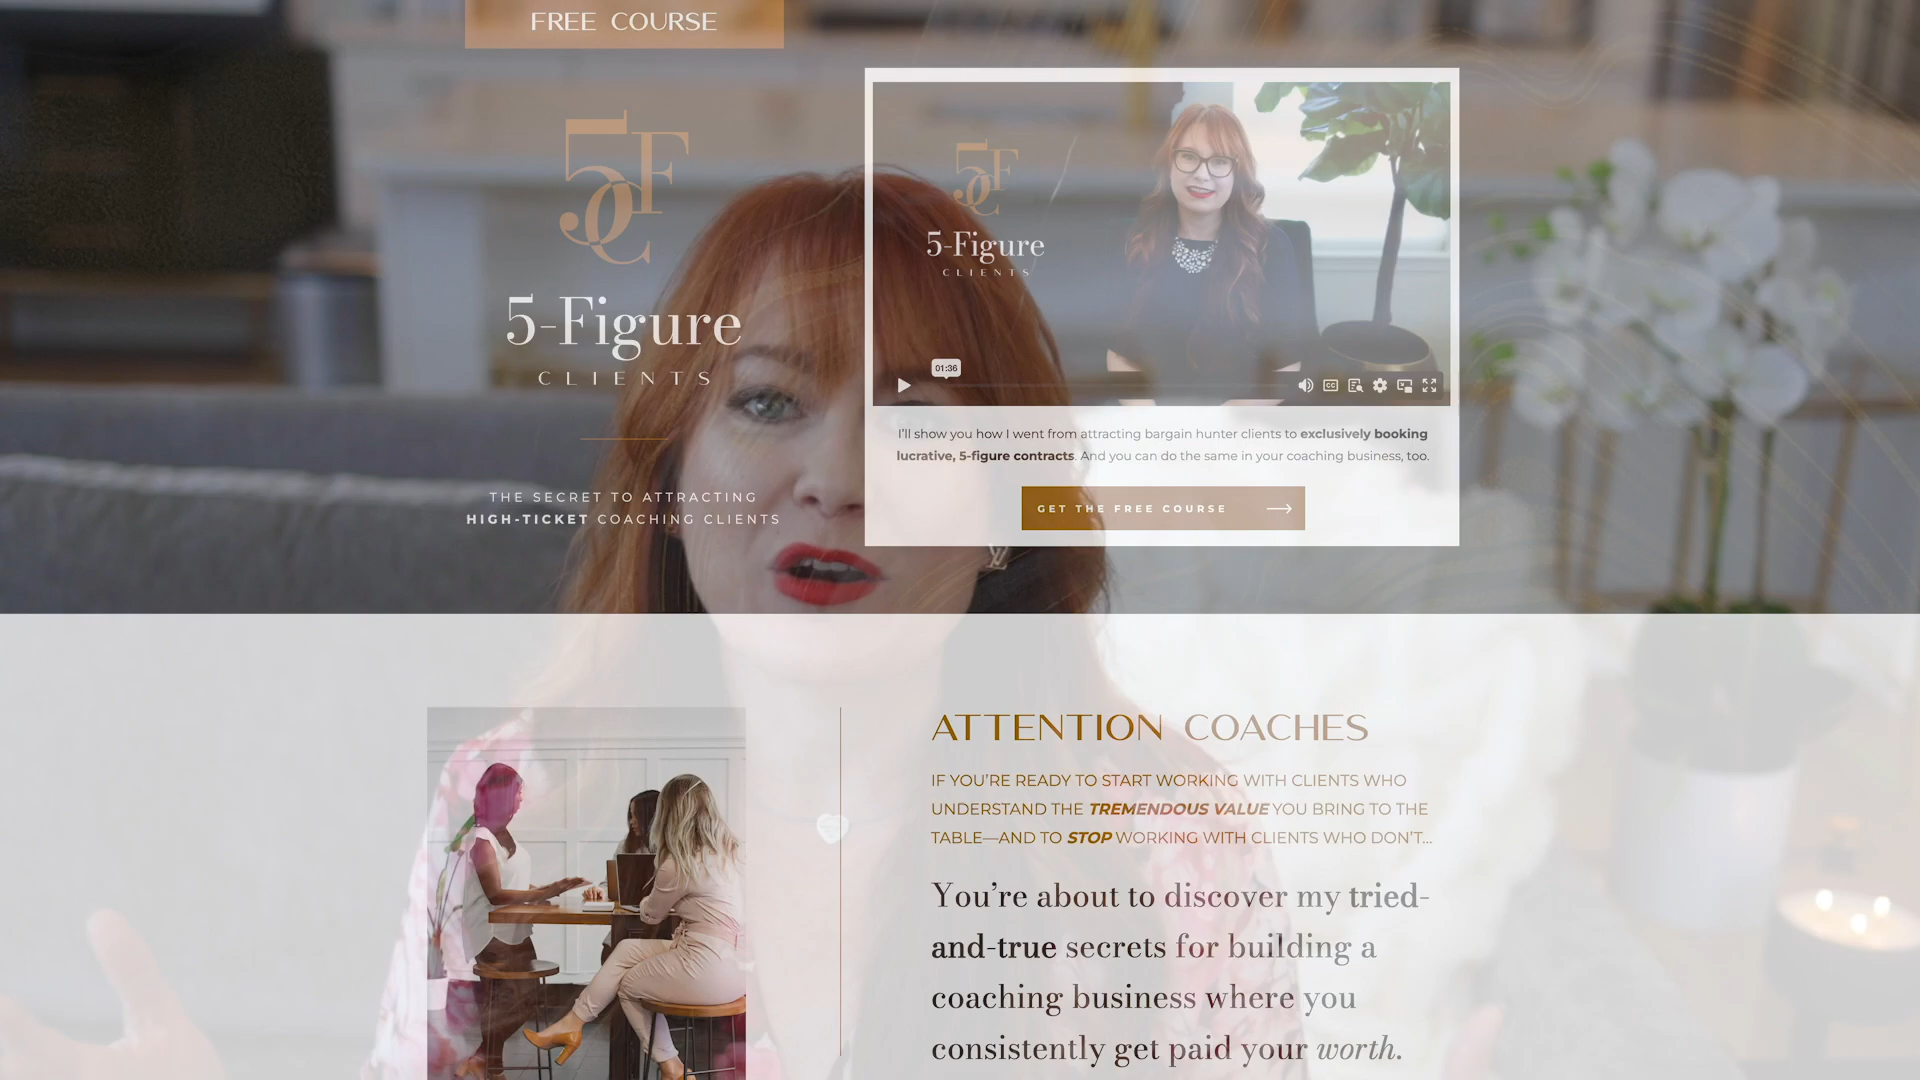 FREE COURSE
5FC
5-Figure
CLIENTS
THE SECRET TO ATTRACTING
HIGH-TICKET COACHING CLIENTS
5FC
5-Figure
CLIENTS
01:36
CC
I'll show you how I went from attracting bargain hunter clients to exclusively booking
lucrative, 5-figure contracts. And you can do the same in your coaching business, too.
GET THE FREE COURSE
ATTENTION COACHES
IF YOU'RE READY TO START WORKING WITH CLIENTS WHO
UNDERSTAND THE TREMENDOUS VALUE YOU BRING TO THE
TABLE—AND TO STOP WORKING WITH CLIENTS WHO DON'T...
You're about to discover my tried-
and-true secrets for building a
coaching business where you
consistently get paid your worth.